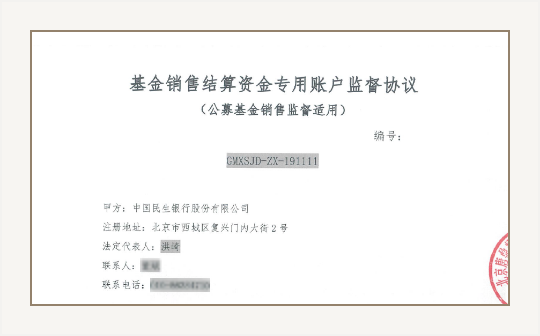 基金销售结算资金专用账户监督协议
（公募基金销售监督适用）
编号：
GMXSJD-ZX-191111
甲方：中国民生银行股份有限公司
注册地址：北京市西城区复兴门内大街2号
法定代表人：洪琦
联系人：
联系电话：